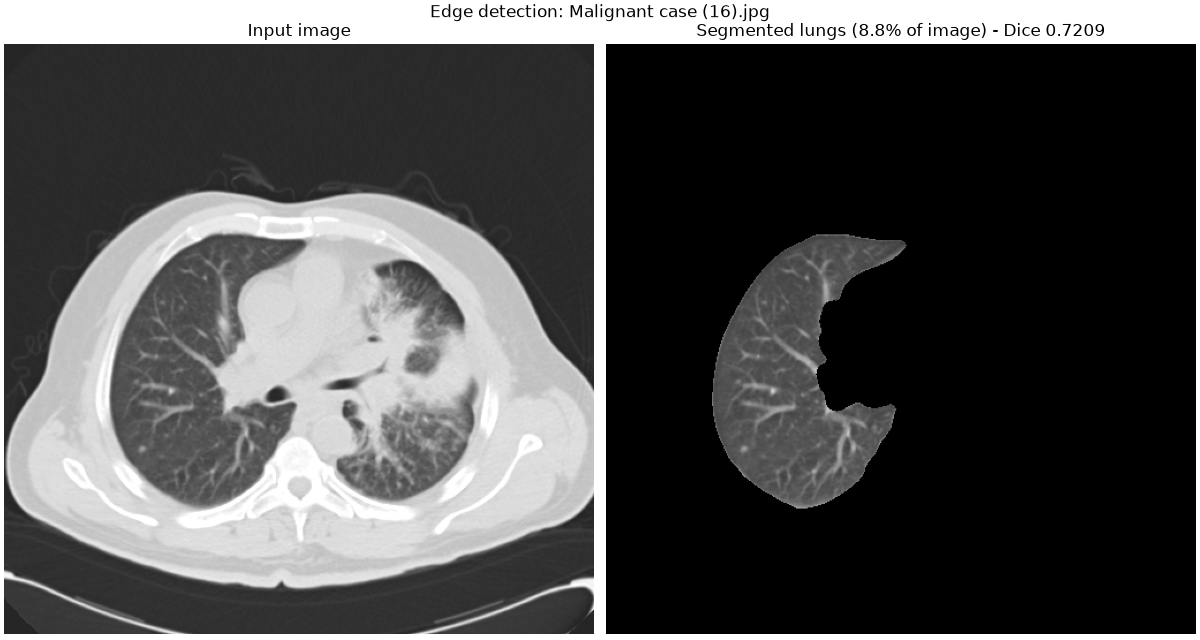 Edge detection: Malignant case (16).jpg
Input image
Segmented lungs (8.8% of image) - Dice 0.7209